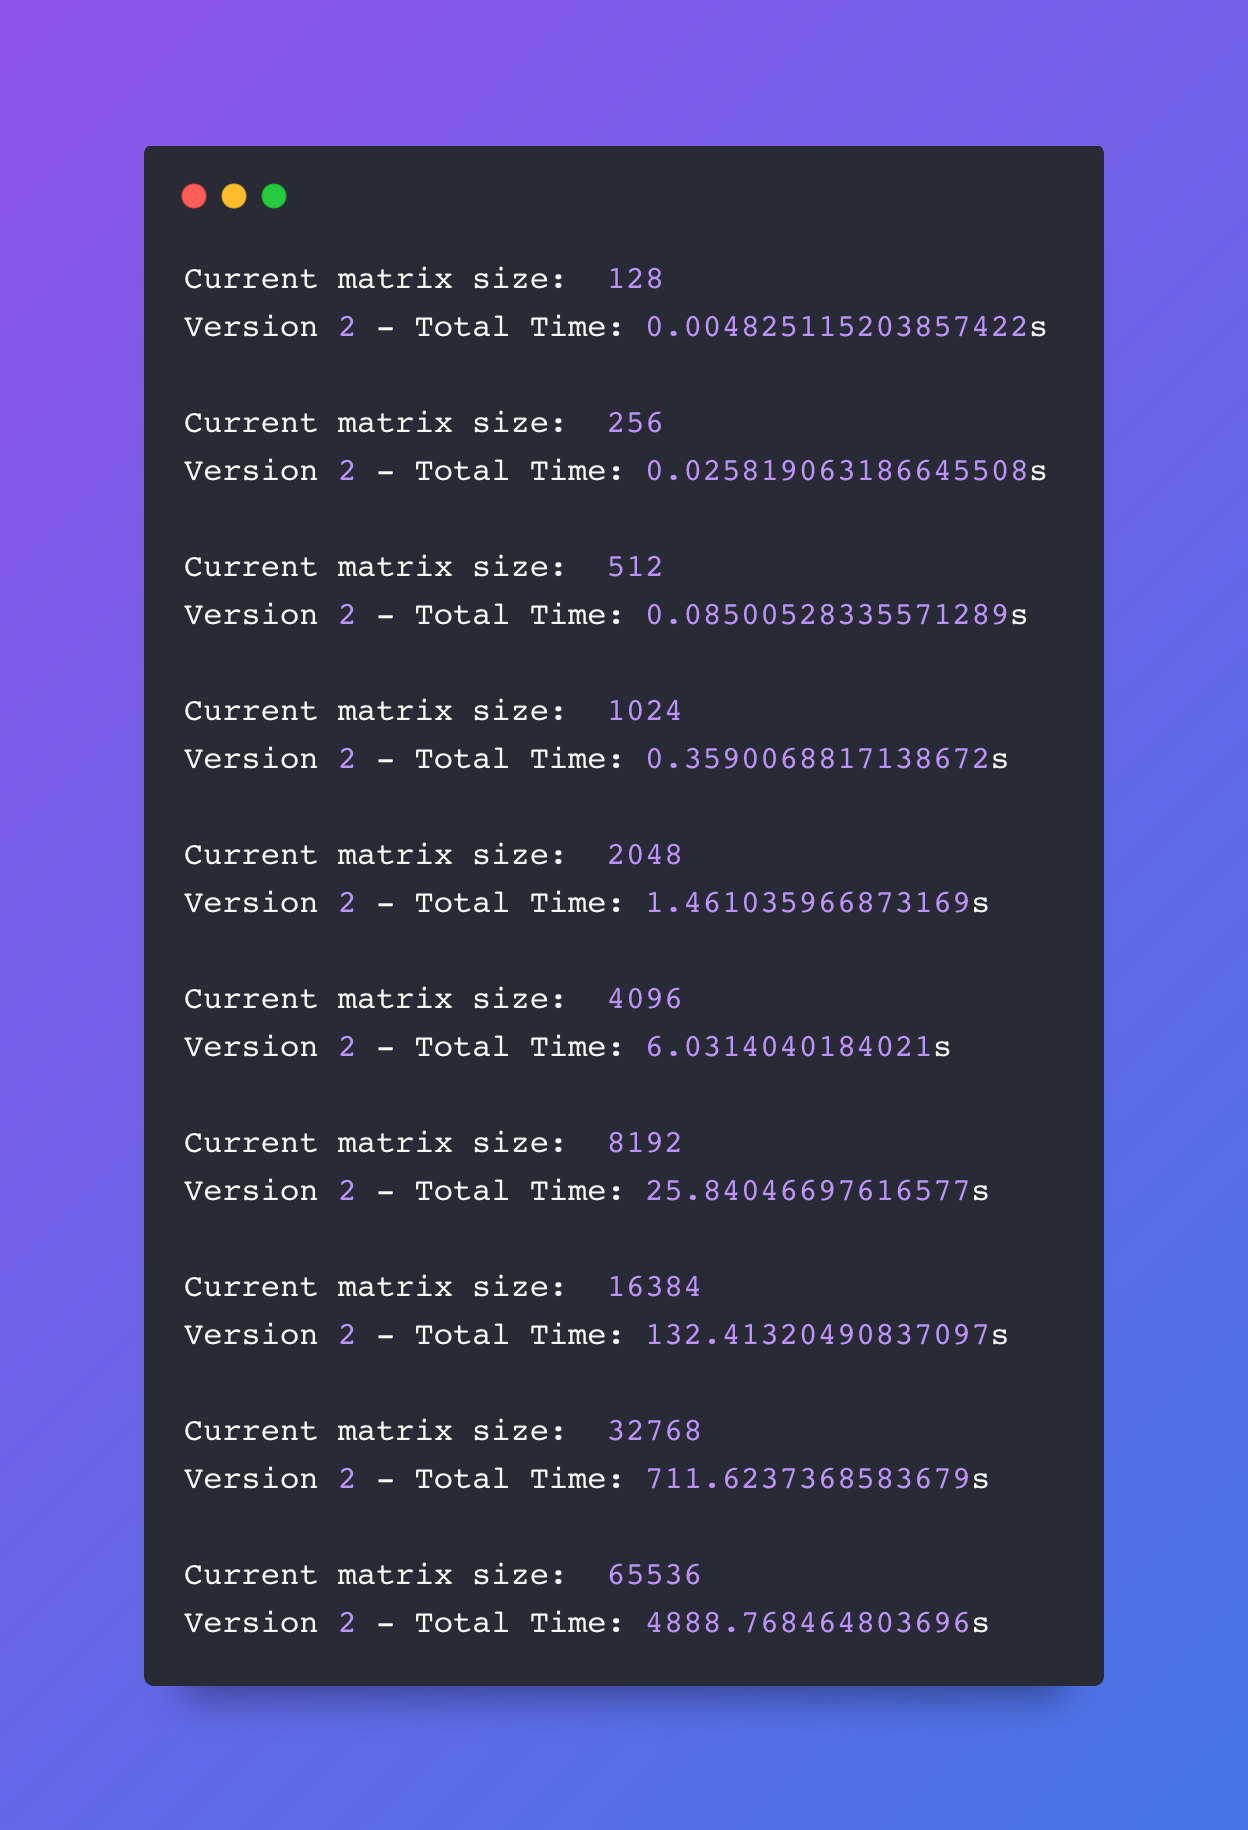 Current matrix size:  128
Version 2 - Total Time: 0.004825115203857422s
Current matrix size:  256
Version 2 - Total Time: 0.025819063186645508s
Current matrix size:  512
Version 2 - Total Time: 0.08500528335571289s
Current matrix size:  1024
Version 2 - Total Time: 0.3590068817138672s
Current matrix size:  2048
Version 2 - Total Time: 1.461035966873169s
Current matrix size:  4096
Version 2 - Total Time: 6.0314040184021s
Current matrix size:  8192
Version 2 - Total Time: 25.84046697616577s
Current matrix size:  16384
Version 2 - Total Time: 132.41320490837097s
Current matrix size:  32768
Version 2 - Total Time: 711.6237368583679s
Current matrix size:  65536
Version 2 - Total Time: 4888.768464803696s